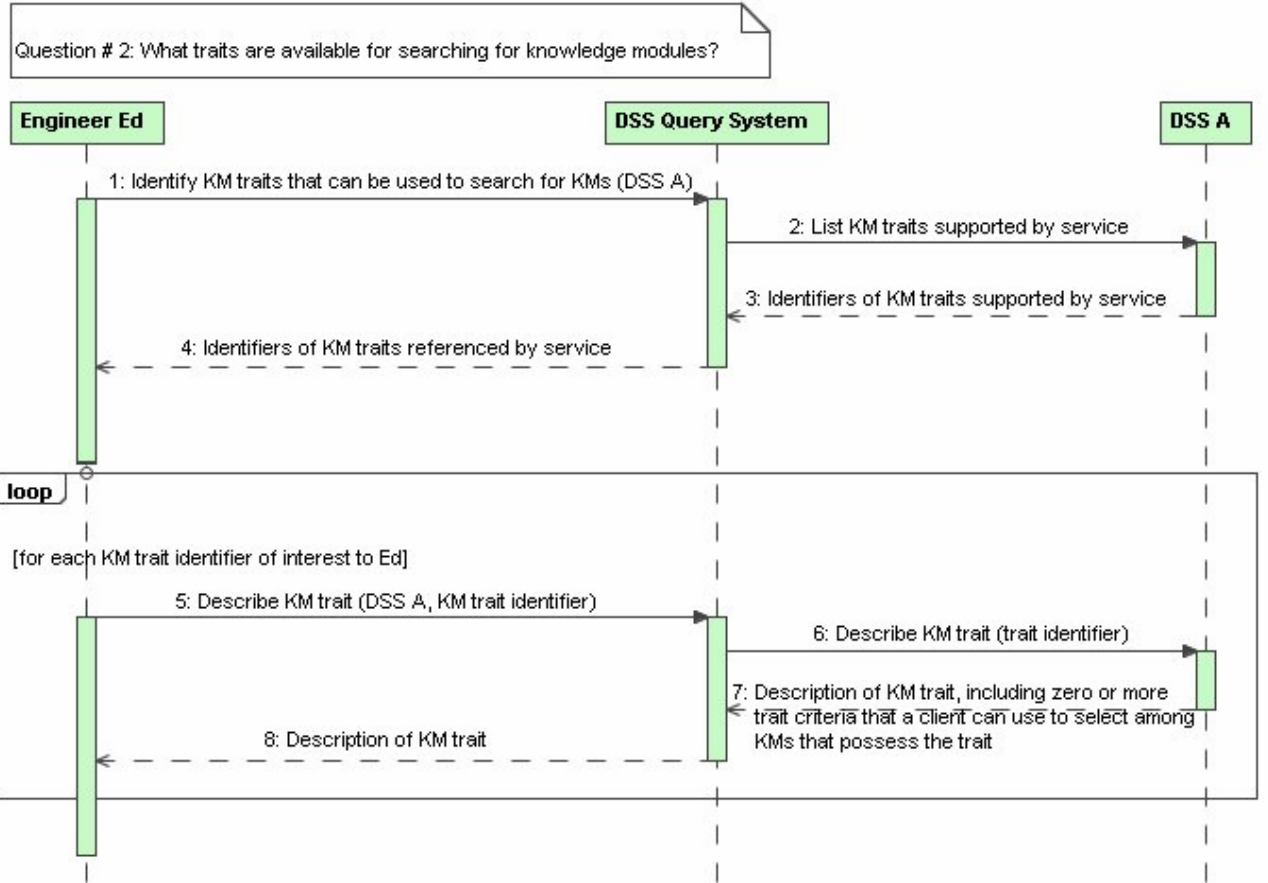 Question # 2: What traits are available for searching for knowledge modules?
Engineer Ed
DSS Query System
DSS A
1: Identify KM traits that can be used to search for KMs (DSS A)
2: List KM traits supported by service
3: Identifiers of KM traits supported by service
4: Identifiers of KM traits referenced by service
loop
[for each KM trait identifier of interest to Ed]
5: Describe KM trait (DSS A, KM trait identifier)
6: Describe KM trait (trait identifier)
7: Description of KM trait, including zero or more
trait criteria that a client can use to select among
KMs that possess the trait
8: Description of KM trait